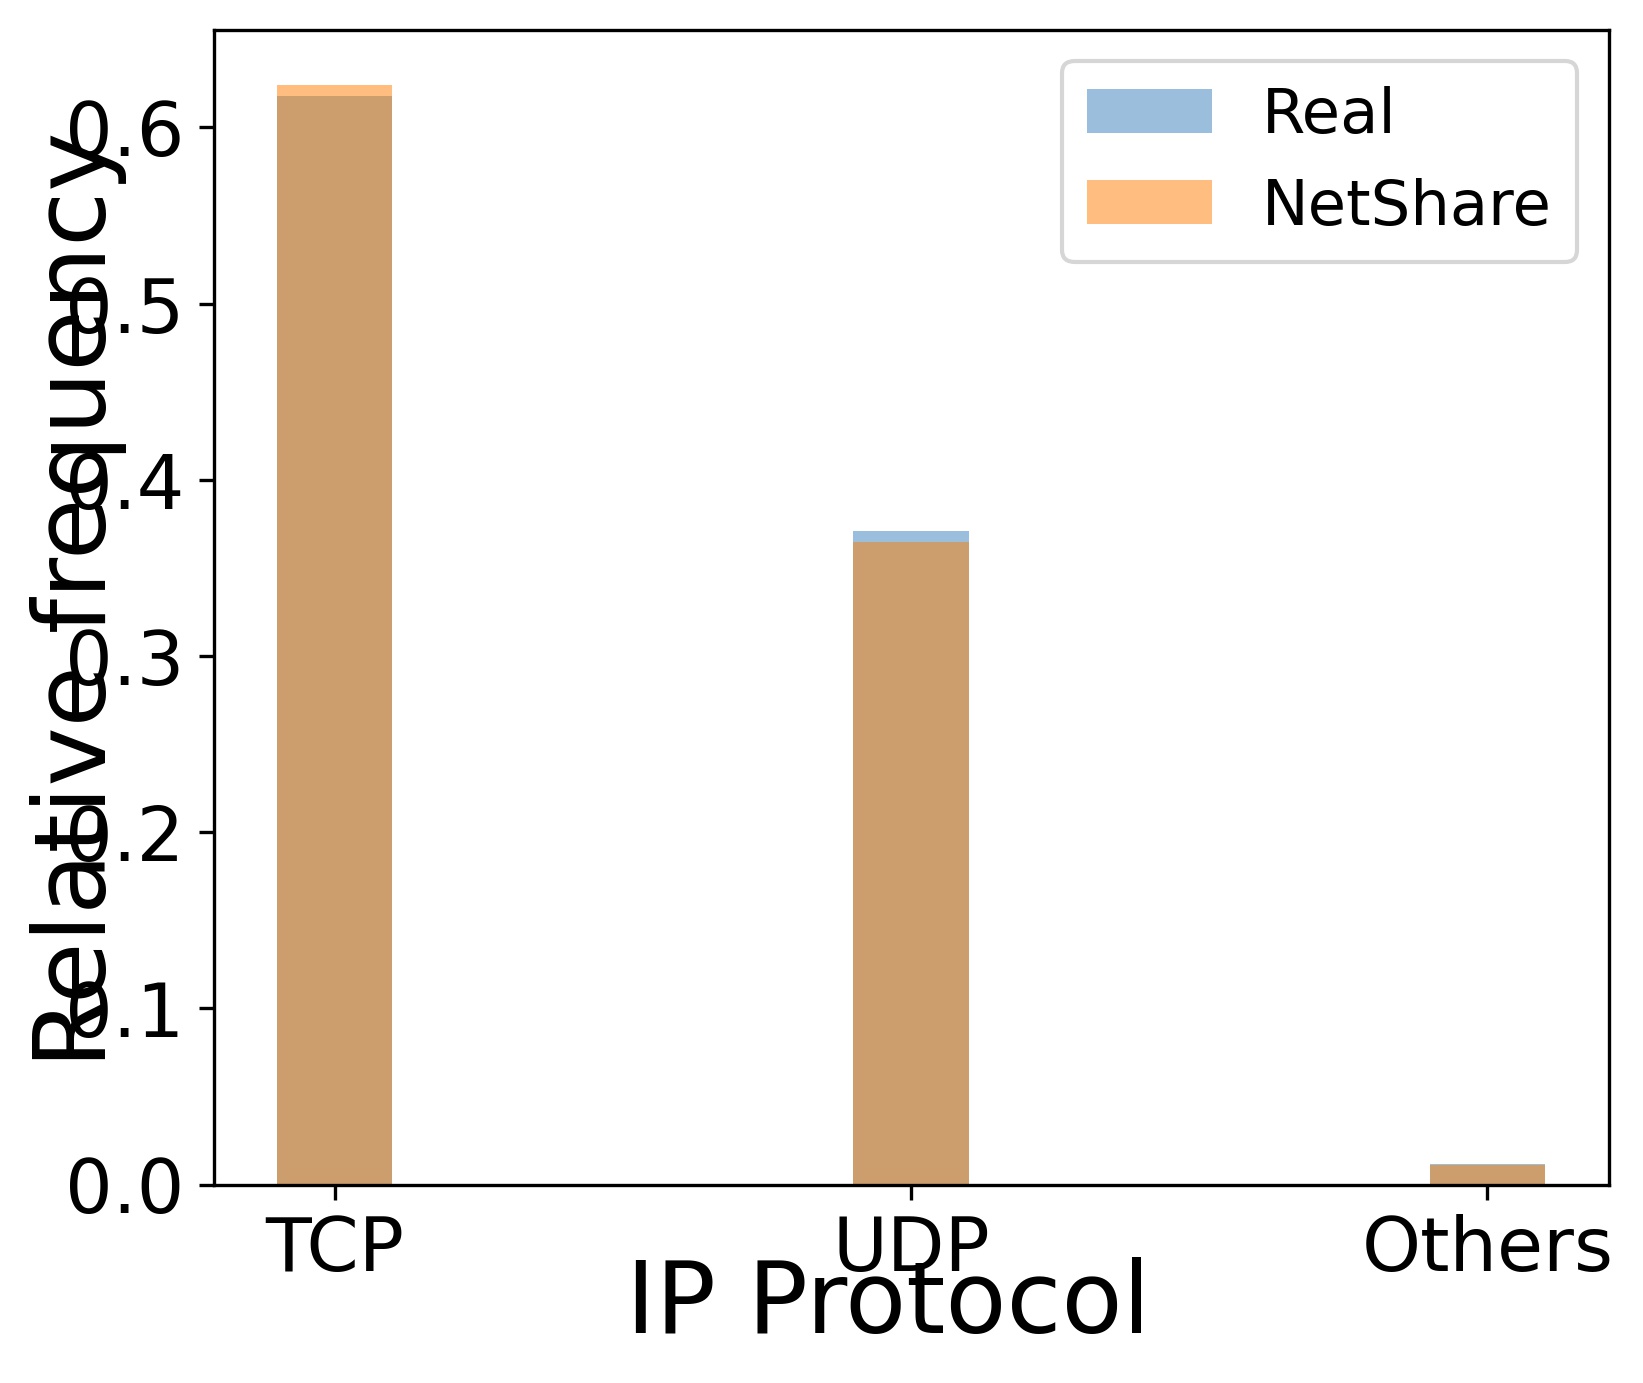 Relative frequency
0.6
0.5
0.4
0.3
0.2
0.1
0.0
Real
NetShare
TCP
UDP
Others
IP Protocol